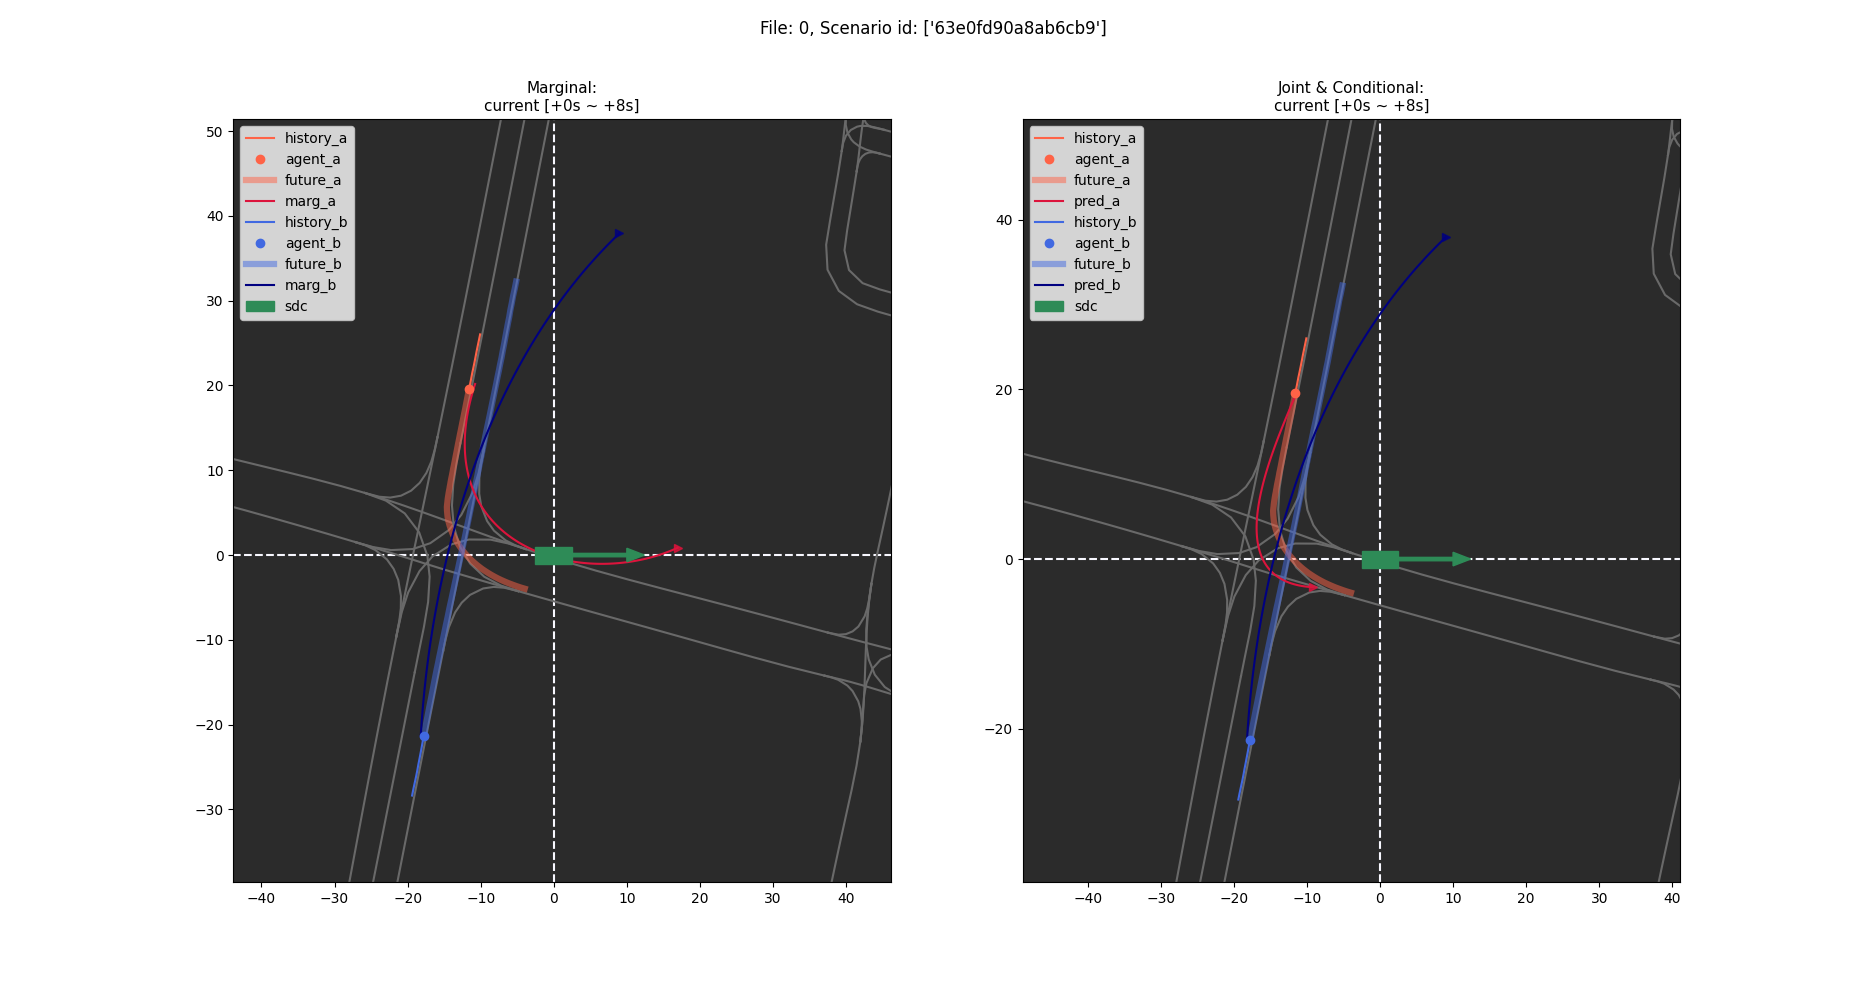 File: 0, Scenario id: ['63e0fd90a8ab6cb9']
Marginal:
current [+0s ~ +8s]
history_a
agent_a
future_a
marg_a
history_b
agent_b
future_b
marg_b
sdc
50
40
30
20
10
0
−10
−20
−30
−40 −30 −20 −10 0 10 20 30 40
Joint & Conditional:
current [+0s ~ +8s]
history_a
agent_a
future_a
pred_a
history_b
agent_b
future_b
pred_b
sdc
40
20
0
−20
−40 −30 −20 −10 0 10 20 30 40